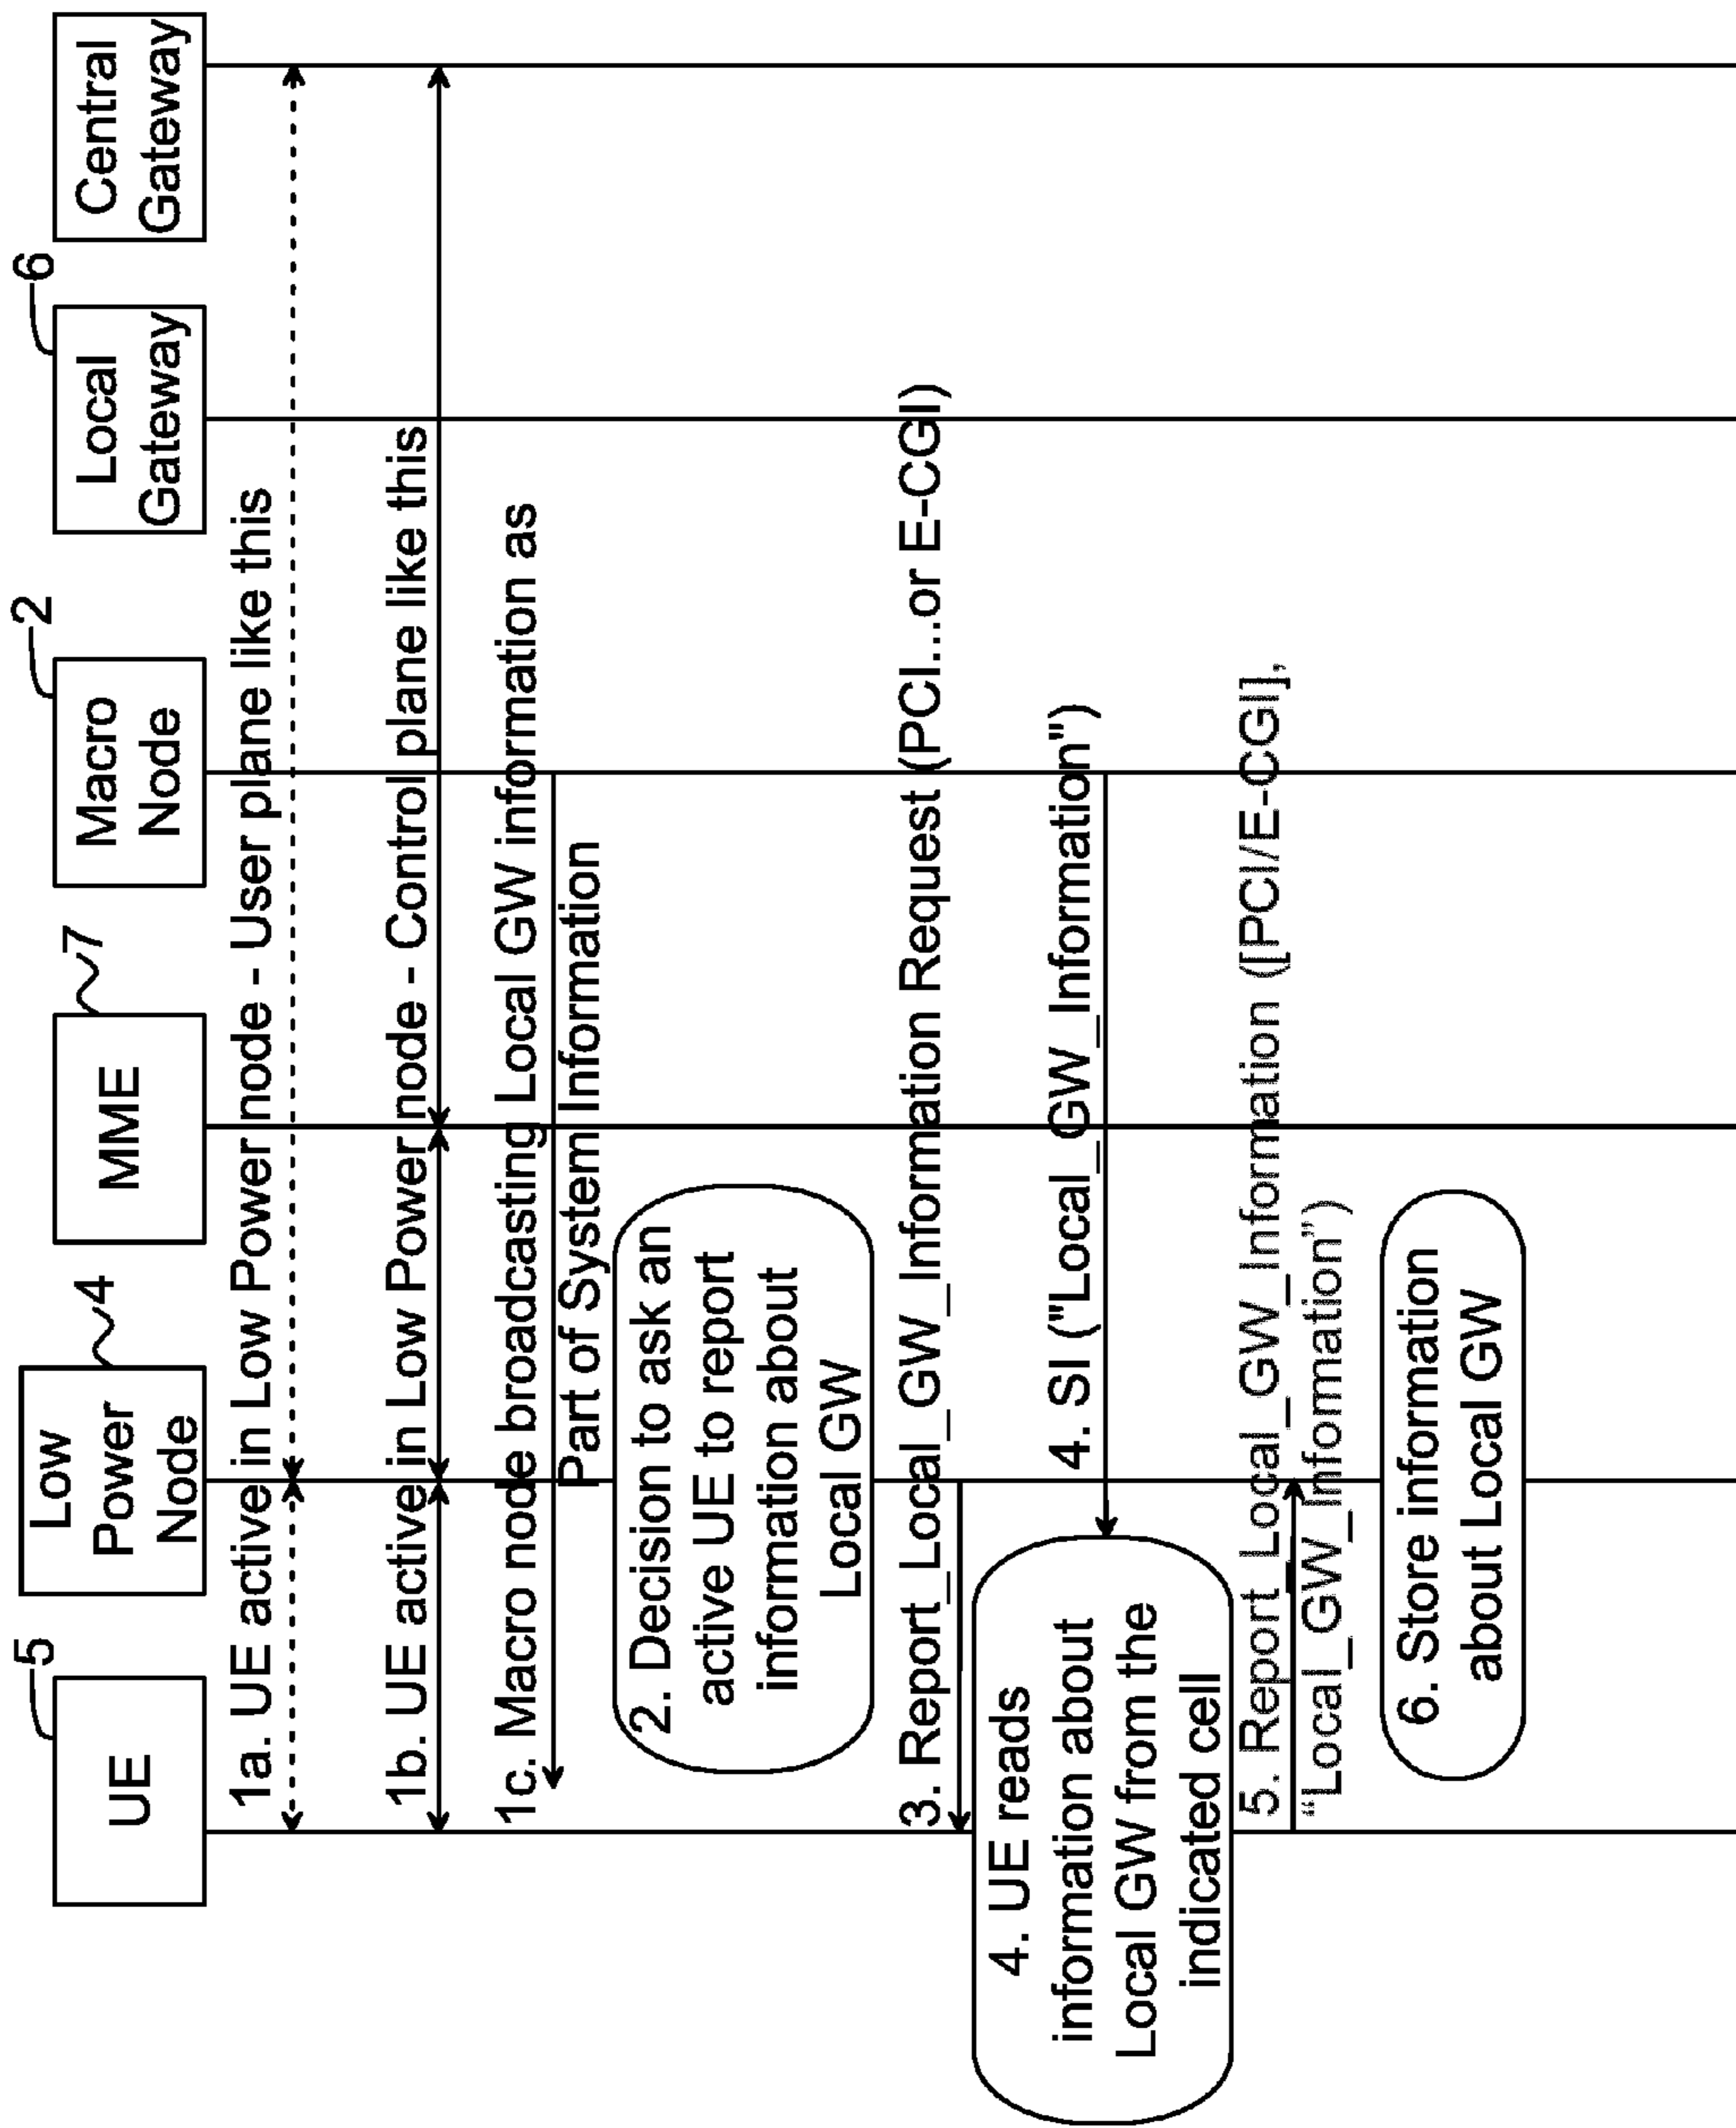 UE
5
Low
Power
Node
4
MME
7
Macro
Node
2
Local
Gateway
6
Central
Gateway
1a. UE active in Low Power node - User plane like this
1b. UE active in Low Power node - Control plane like this
1c. Macro node broadcasting Local GW information as
Part of System Information
2. Decision to ask an
active UE to report
information about
Local GW
3. Report_Local_GW_Information Request (PCI...or E-CGI)
4. UE reads
information about
Local GW from the
indicated cell
4. SI ("Local_GW_Information")
5. Report_Local_GW_Information ([PCI/E-CGI],
“Local_GW_Information”)
6. Store information
about Local GW